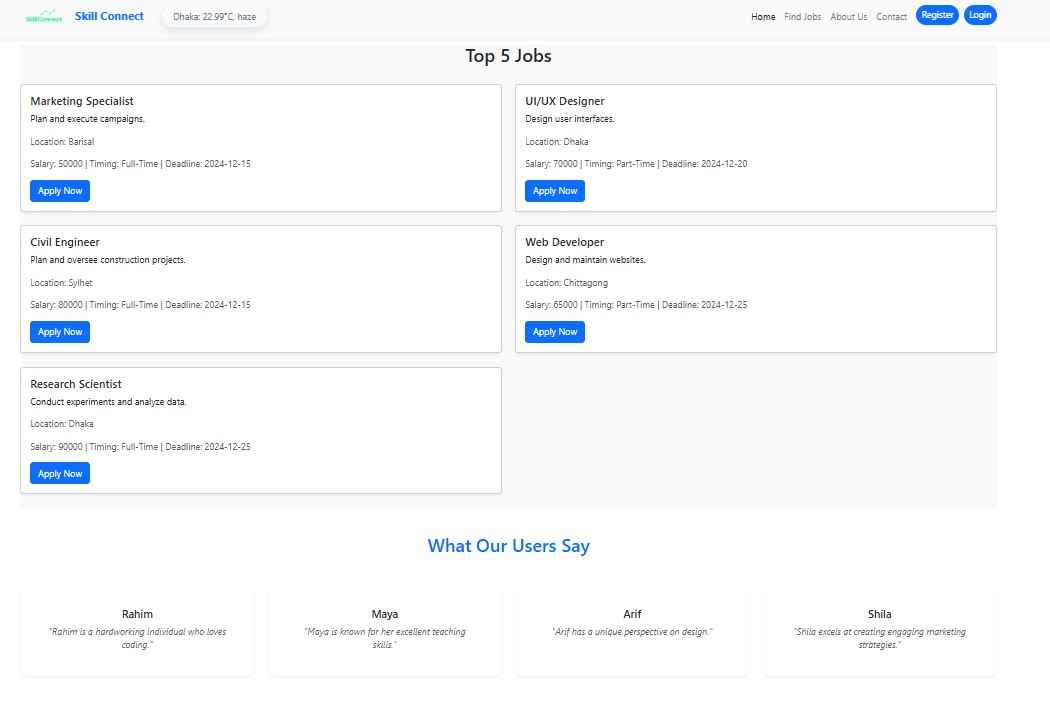 SkillConnect
Skill Connect
Dhaka: 22.99°C, haze
Home
Find Jobs
About Us
Contact
Register
Login
Top 5 Jobs
Marketing Specialist
Plan and execute campaigns.
Location: Barisal
Salary: 50000 | Timing: Full-Time | Deadline: 2024-12-15
Apply Now
UI/UX Designer
Design user interfaces.
Location: Dhaka
Salary: 70000 | Timing: Part-Time | Deadline: 2024-12-20
Apply Now
Civil Engineer
Plan and oversee construction projects.
Location: Sylhet
Salary: 80000 | Timing: Full-Time | Deadline: 2024-12-15
Apply Now
Web Developer
Design and maintain websites.
Location: Chittagong
Salary: 65000 | Timing: Part-Time | Deadline: 2024-12-25
Apply Now
Research Scientist
Conduct experiments and analyze data.
Location: Dhaka
Salary: 90000 | Timing: Full-Time | Deadline: 2024-12-25
Apply Now
What Our Users Say
Rahim
"Rahim is a hardworking individual who loves
coding."
Maya
"Maya is known for her excellent teaching
skills."
Arif
"Arif has a unique perspective on design."
Shila
"Shila excels at creating engaging marketing
strategies."